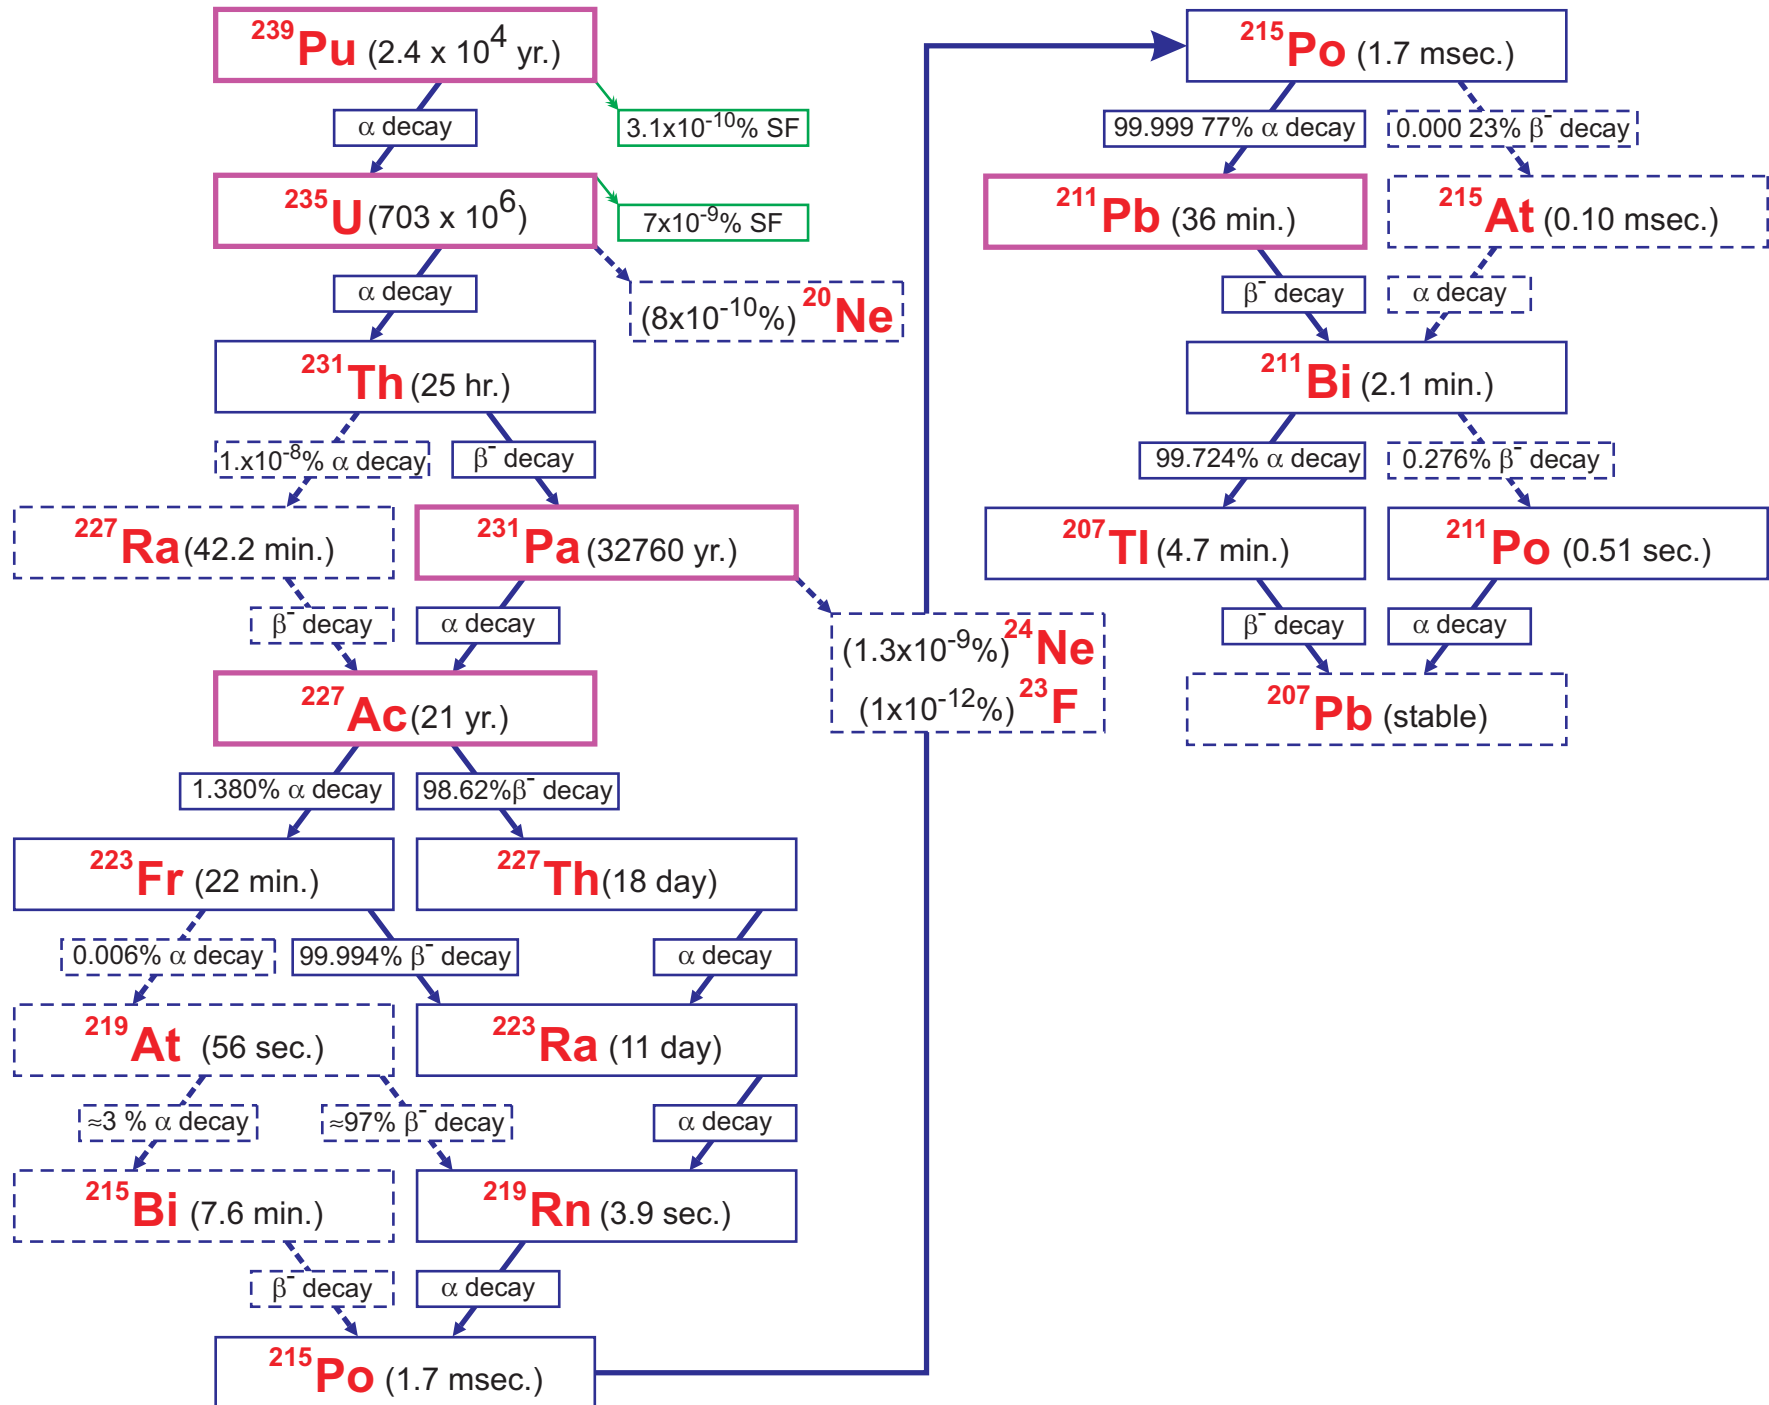 ²³⁹Pu (2.4 x 10⁴ yr.)
α decay
3.1x10⁻¹⁰% SF
²³⁵U (703 x 10⁶)
7x10⁻⁹% SF
α decay
(8x10⁻¹⁰%) ²⁰Ne
²³¹Th (25 hr.)
1.x10⁻⁸% α decay
β⁻ decay
²²⁷Ra (42.2 min.)
²³¹Pa (32760 yr.)
β⁻ decay
α decay
(1.3x10⁻⁹%) ²⁴Ne
(1x10⁻¹²%) ²³F
²²⁷Ac (21 yr.)
1.380% α decay
98.62%β⁻ decay
²²³Fr (22 min.)
²²⁷Th (18 day)
0.006% α decay
99.994% β⁻ decay
α decay
²¹⁹At (56 sec.)
²²³Ra (11 day)
≈3 % α decay
≈97% β⁻ decay
α decay
²¹⁵Bi (7.6 min.)
²¹⁹Rn (3.9 sec.)
β⁻ decay
α decay
²¹⁵Po (1.7 msec.)
²¹⁵Po (1.7 msec.)
99.999 77% α decay
0.000 23% β⁻ decay
²¹¹Pb (36 min.)
²¹⁵At (0.10 msec.)
β⁻ decay
α decay
²¹¹Bi (2.1 min.)
99.724% α decay
0.276% β⁻ decay
²⁰⁷Tl (4.7 min.)
²¹¹Po (0.51 sec.)
β⁻ decay
α decay
²⁰⁷Pb (stable)